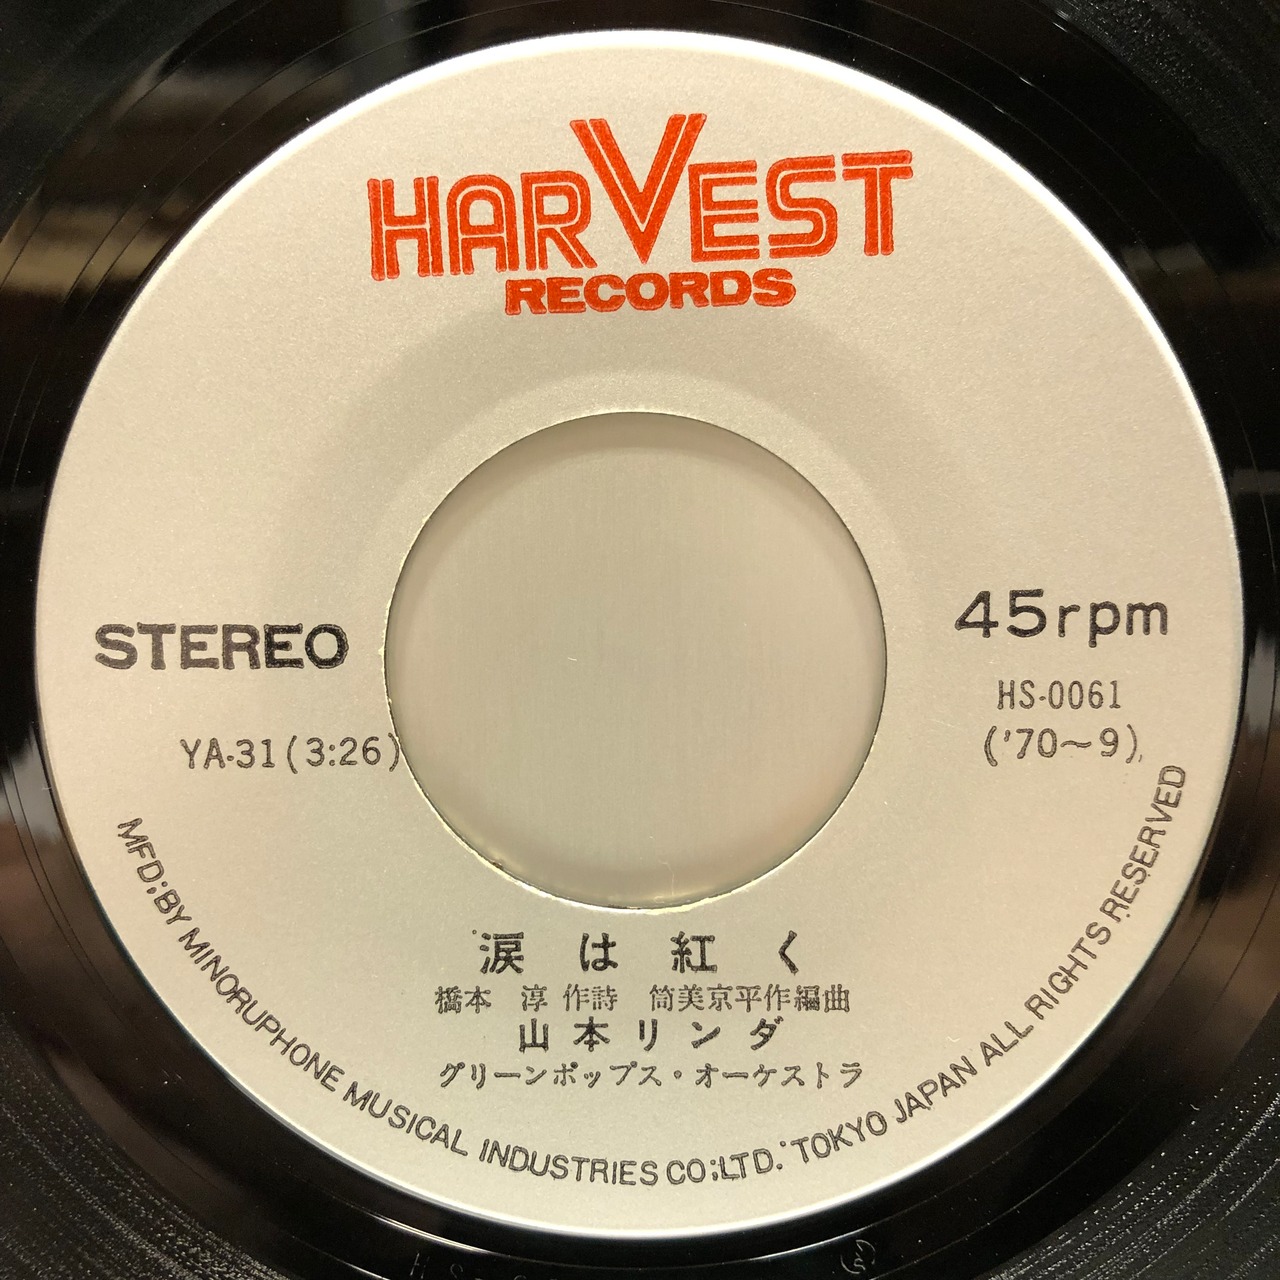 HARVEST
RECORDS
STEREO
45rpm
HS-0061
YA-31(3:26)
('70~9)
涙は紅く
橋本 淳 作詩 筒美京平作編曲
山本リンダ
グリーンポップス・オーケストラ
MFD;BY MINORUPHONE MUSICAL INDUSTRIES CO;LTD. TOKYO JAPAN ALL RIGHTS RESERVED